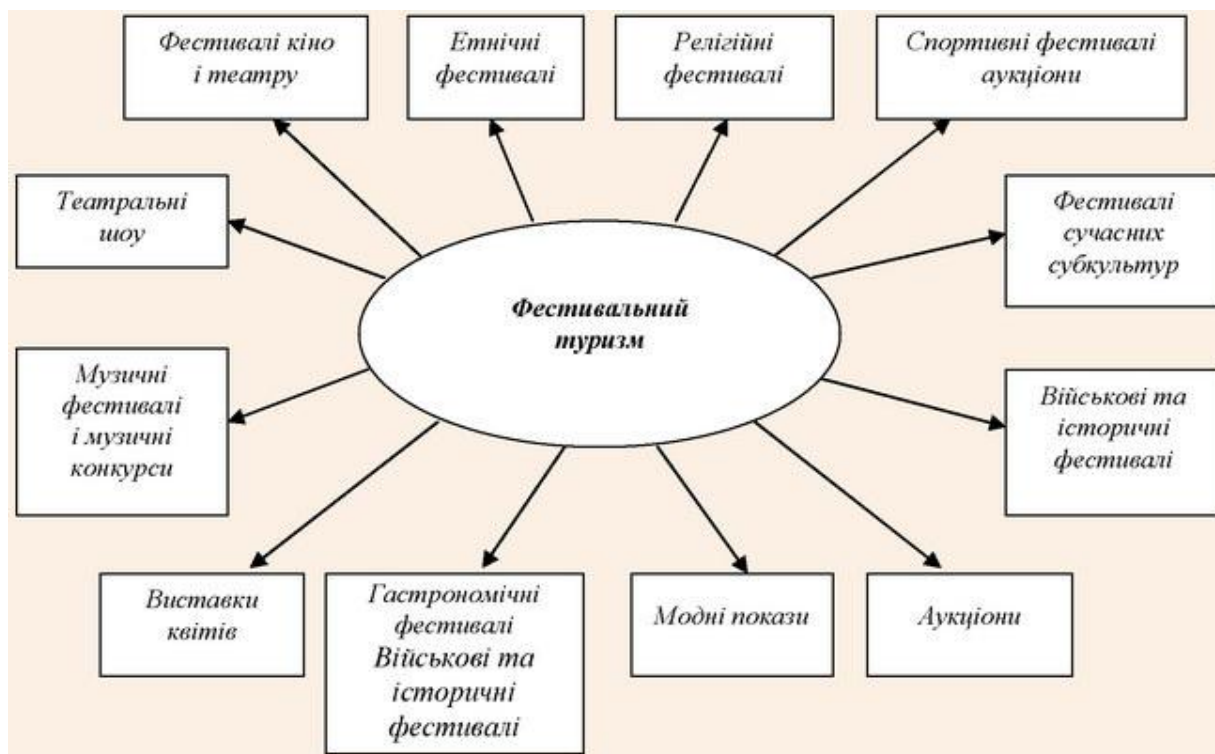 Фестивалі кіно
і театру
Етнічні
фестивалі
Релігійні
фестивалі
Спортивні фестивалі
аукціони
Театральні
шоу
Фестивалі
сучасних
субкультур
Фестивальний
туризм
Музичні
фестивалі
і музичні
конкурси
Військові та
історичні
фестивалі
Виставки
квітів
Гастрономічні
фестивалі
Військові та
історичні
фестивалі
Модні покази
Аукціони